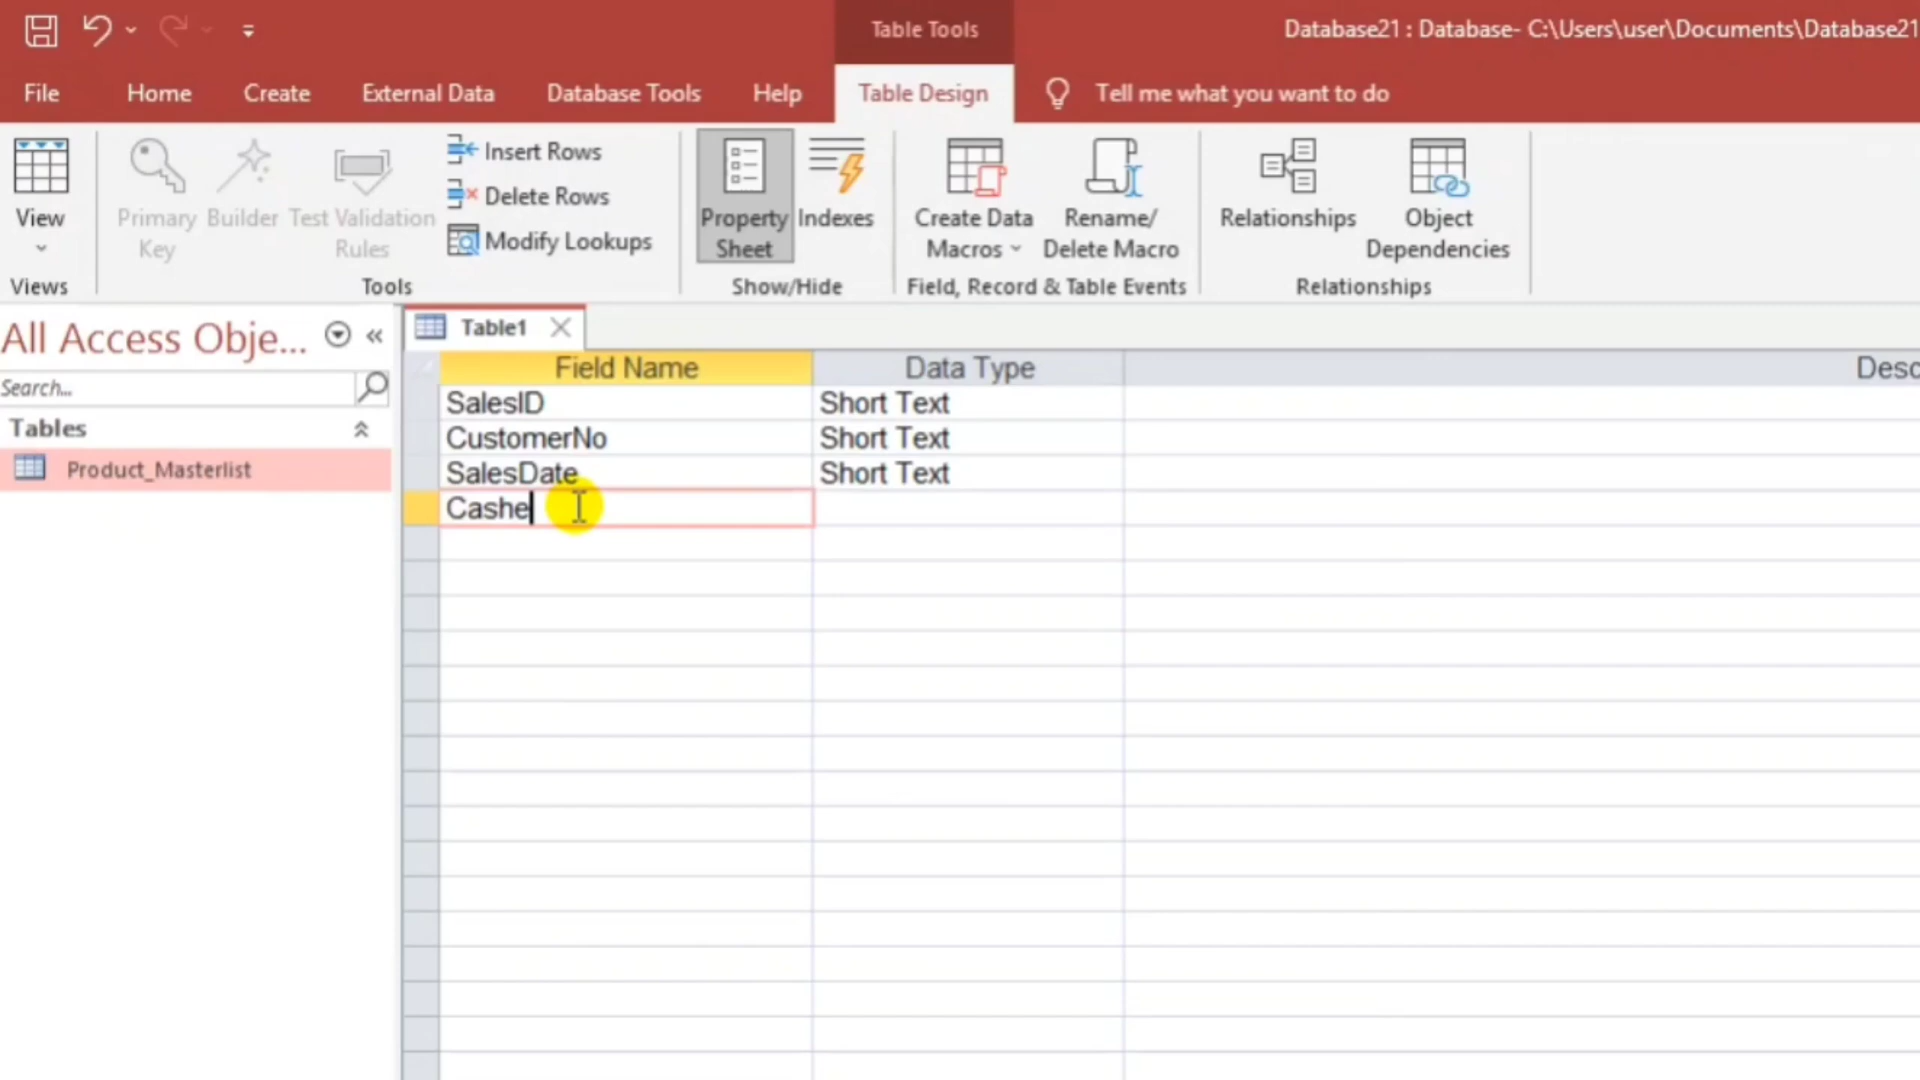 Table Tools
Database21 : Database- C:\Users\user\Documents\Database21
File Home Create External Data Database Tools Help Table Design Tell me what you want to do
View
Primary Key
Builder
Test Validation Rules
Insert Rows
Delete Rows
Modify Lookups
Property Sheet
Indexes
Create Data Macros
Rename/ Delete Macro
Relationships
Object Dependencies
Views Tools Show/Hide Field, Record & Table Events Relationships
All Access Obje...
Search...
Tables
Product_Masterlist
Table1
Field Name Data Type Desc
SalesID Short Text
CustomerNo Short Text
SalesDate Short Text
Cashe